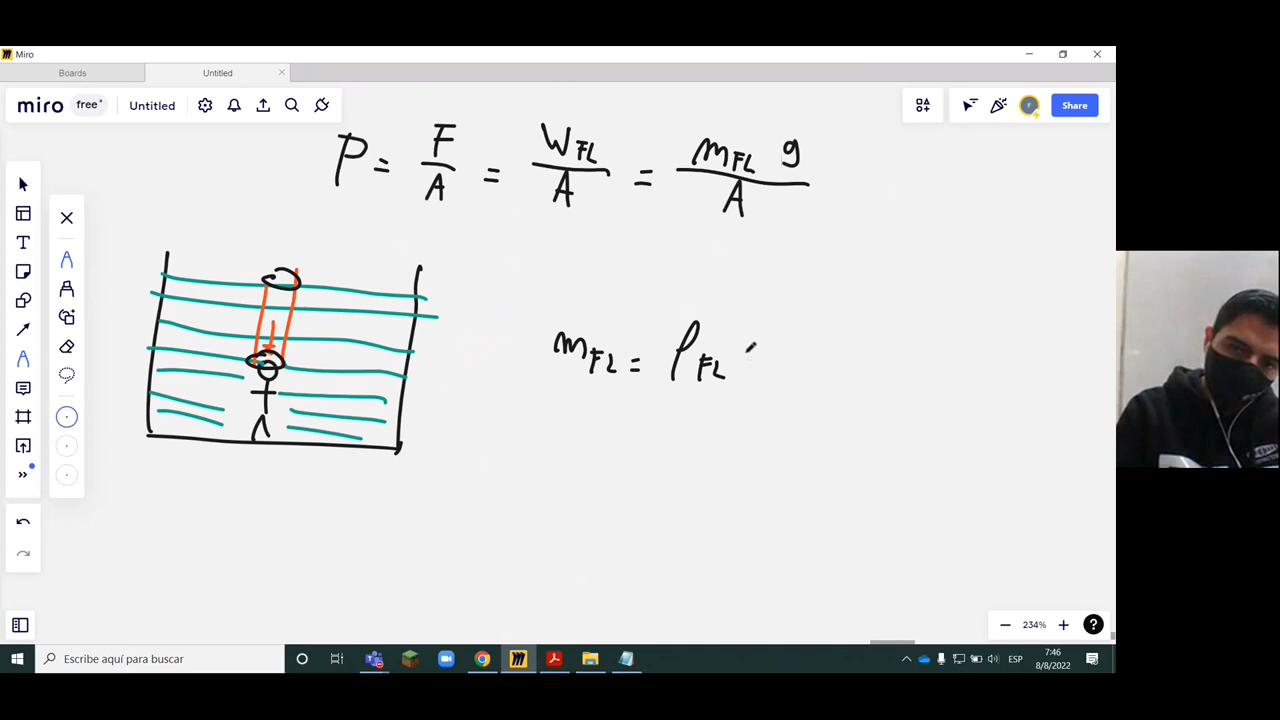 Miro
Boards
Untitled
miro free
Untitled
Share
P = F/A = W_FL/A = m_FL g/A
m_FL = ρ_FL
234%
Escribe aquí para buscar
ESP
7:46
8/8/2022